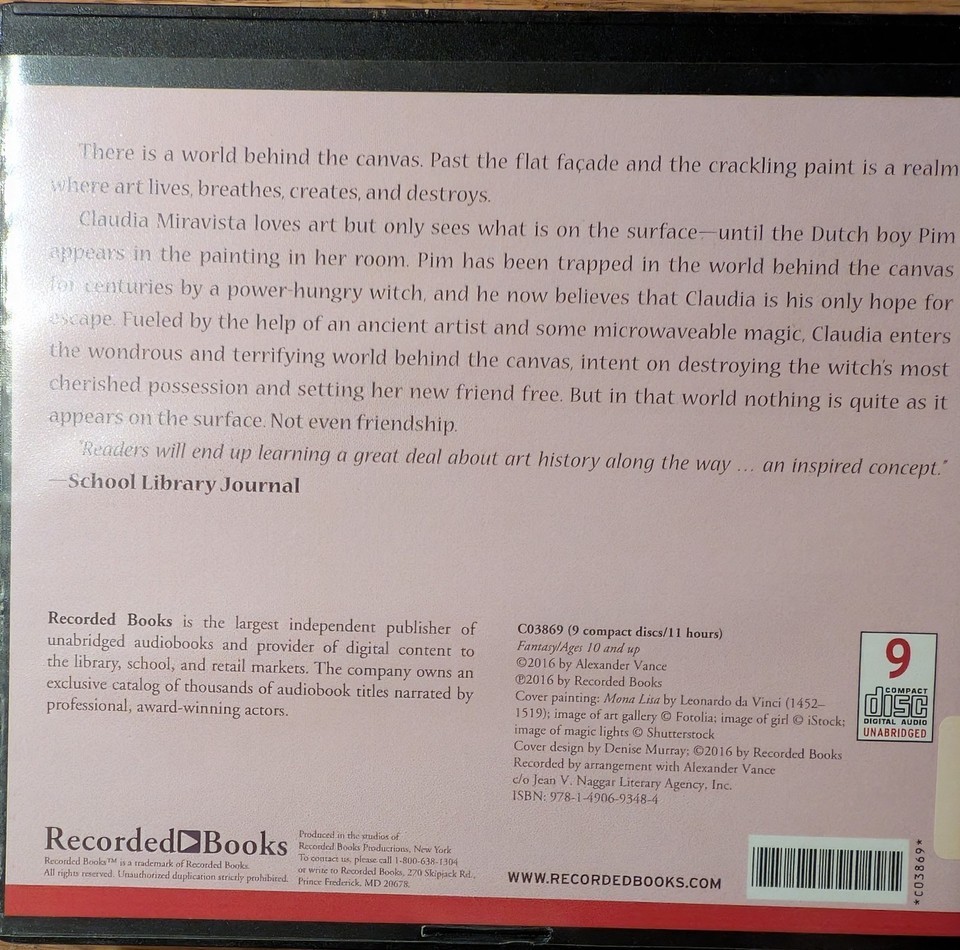 There is a world behind the canvas. Past the flat façade and the crackling paint is a realm
where art lives, breathes, creates, and destroys.
Claudia Miravista loves art but only sees what is on the surface—until the Dutch boy Pim
appears in the painting in her room. Pim has been trapped in the world behind the canvas
for centuries by a power-hungry witch, and he now believes that Claudia is his only hope for
escape. Fueled by the help of an ancient artist and some microwaveable magic, Claudia enters
the wondrous and terrifying world behind the canvas, intent on destroying the witch's most
cherished possession and setting her new friend free. But in that world nothing is quite as it
appears on the surface. Not even friendship.
"Readers will end up learning a great deal about art history along the way ... an inspired concept."
—School Library Journal
Recorded Books is the largest independent publisher of
unabridged audiobooks and provider of digital content to
the library, school, and retail markets. The company owns an
exclusive catalog of thousands of audiobook titles narrated by
professional, award-winning actors.
C03869 (9 compact discs/11 hours)
Fantasy/Ages 10 and up
©2016 by Alexander Vance
℗2016 by Recorded Books
Cover painting: Mona Lisa by Leonardo da Vinci (1452–
1519); image of art gallery © Fotolia; image of girl © iStock;
image of magic lights © Shutterstock
Cover design by Denise Murray; ©2016 by Recorded Books
Recorded by arrangement with Alexander Vance
c/o Jean V. Naggar Literary Agency, Inc.
ISBN: 978-1-4906-9348-4
9
COMPACT
disc
DIGITAL AUDIO
UNABRIDGED
Recorded Books
Recorded Books™ is a trademark of Recorded Books.
All rights reserved. Unauthorized duplication strictly prohibited.
Produced in the studios of
Recorded Books Productions, New York
To contact us, please call 1-800-638-1304
or write to Recorded Books, 270 Skipjack Rd.,
Prince Frederick, MD 20678.
WWW.RECORDEDBOOKS.COM
*C03869*